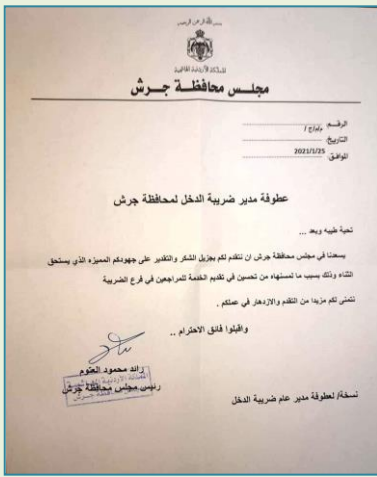 بسم الله الرحمن الرحيم
المملكة الأردنية الهاشمية
مجلس محافظة جرش
الرقم م/م/ج /
التاريخ
الموافق 2021/1/25
عطوفة مدير ضريبة الدخل لمحافظة جرش
تحية طيبه وبعد ...
يسعدنا في مجلس محافظة جرش ان نتقدم لكم بجزيل الشكر والتقدير على جهودكم المميزه الذي يستحق
الثناء وذلك بسبب ما لمسنهاه من تحسين في تقديم الخدمة للمراجعين في فرع الضريبة
نتمنى لكم مزيدا من التقدم والازدهار في عملكم .
واقبلوا فائق الاحترام ..
رائد محمود العتوم
رئيس مجلس محافظة جرش
نسخة/ لعطوفة مدير عام ضريبة الدخل